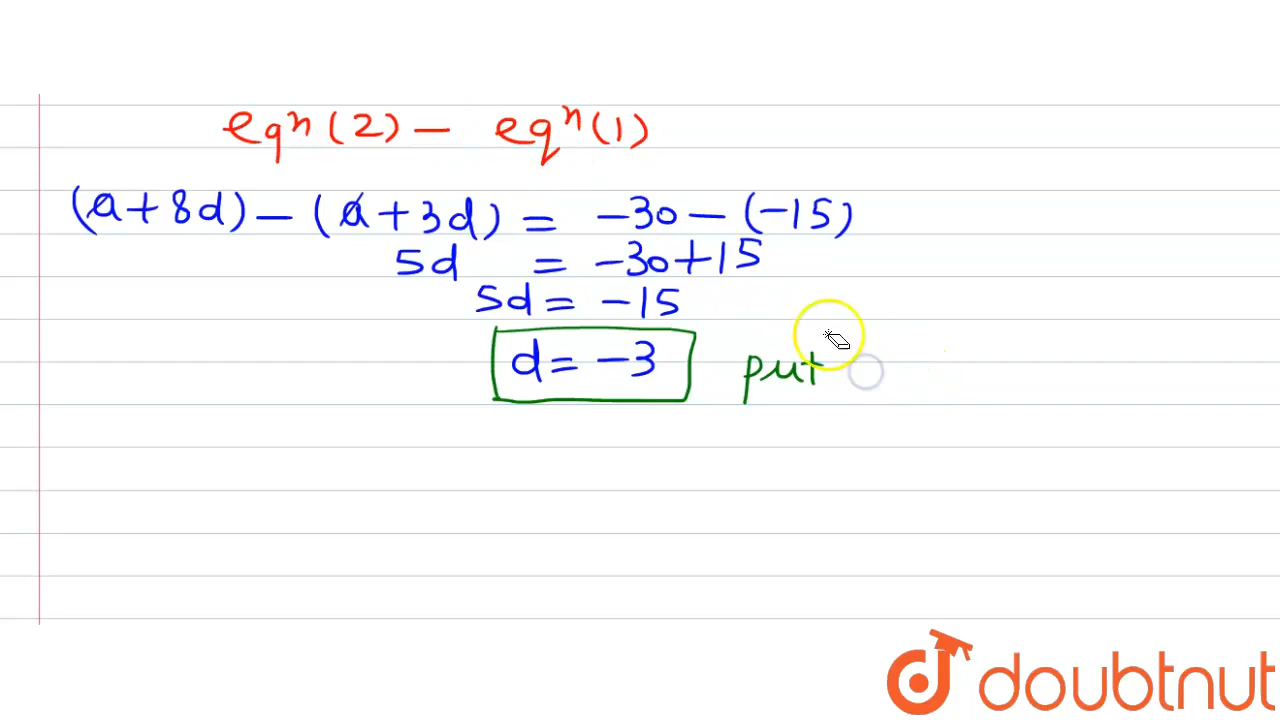 eqⁿ(2) - eqⁿ(1)
(a+8d) - (a+3d) = -30 - (-15)
5d = -30+15
5d = -15
d = -3 put
doubtnut